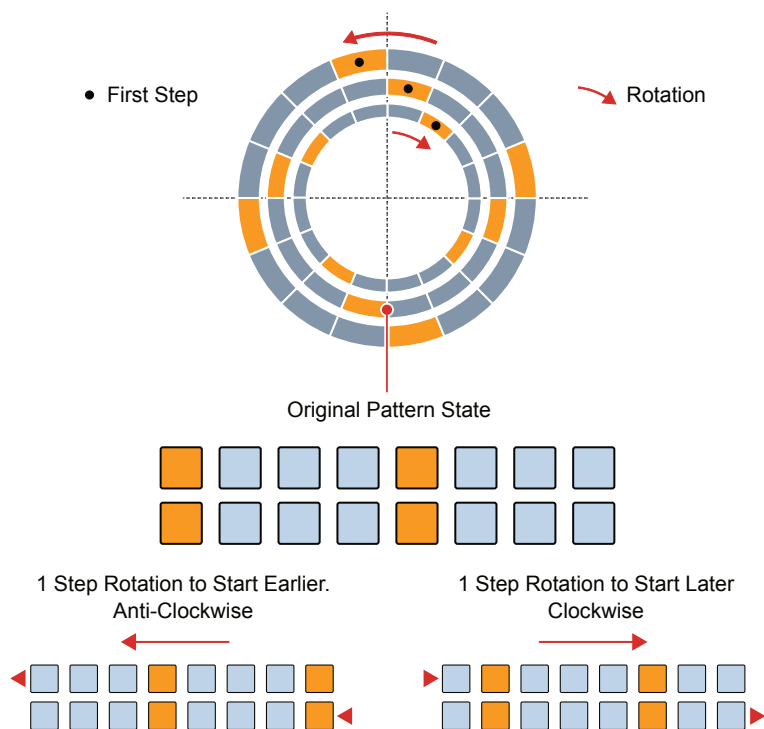 First Step
Rotation
Original Pattern State
1 Step Rotation to Start Earlier.
Anti-Clockwise
1 Step Rotation to Start Later
Clockwise